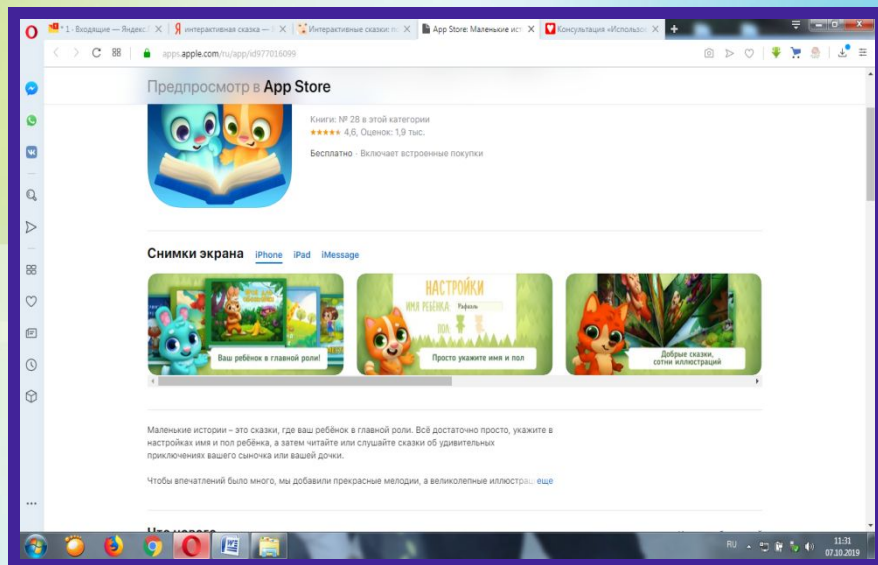 1 - Входящие — Яндекс.
интерактивная сказка —
Интерактивные сказки: п
App Store: Маленькие ист
Консультация «Использов
apps.apple.com/ru/app/id977016099
Предпросмотр в App Store
Книги: № 28 в этой категории
★★★★★ 4,6, Оценок: 1,9 тыс.
Бесплатно · Включает встроенные покупки
Снимки экрана iPhone iPad iMessage
Ваш ребёнок в главной роли!
НАСТРОЙКИ
ИМЯ РЕБЁНКА: Рафаэль
ПОЛ:
Просто укажите имя и пол
Добрые сказки,
сотни иллюстраций
Маленькие истории – это сказки, где ваш ребёнок в главной роли. Всё достаточно просто, укажите в
настройках имя и пол ребёнка, а затем читайте или слушайте сказки об удивительных
приключениях вашего сыночка или вашей дочки.
Чтобы впечатлений было много, мы добавили прекрасные мелодии, а великолепные иллюстрац еще
Что нового
RU
11:31
07.10.2019